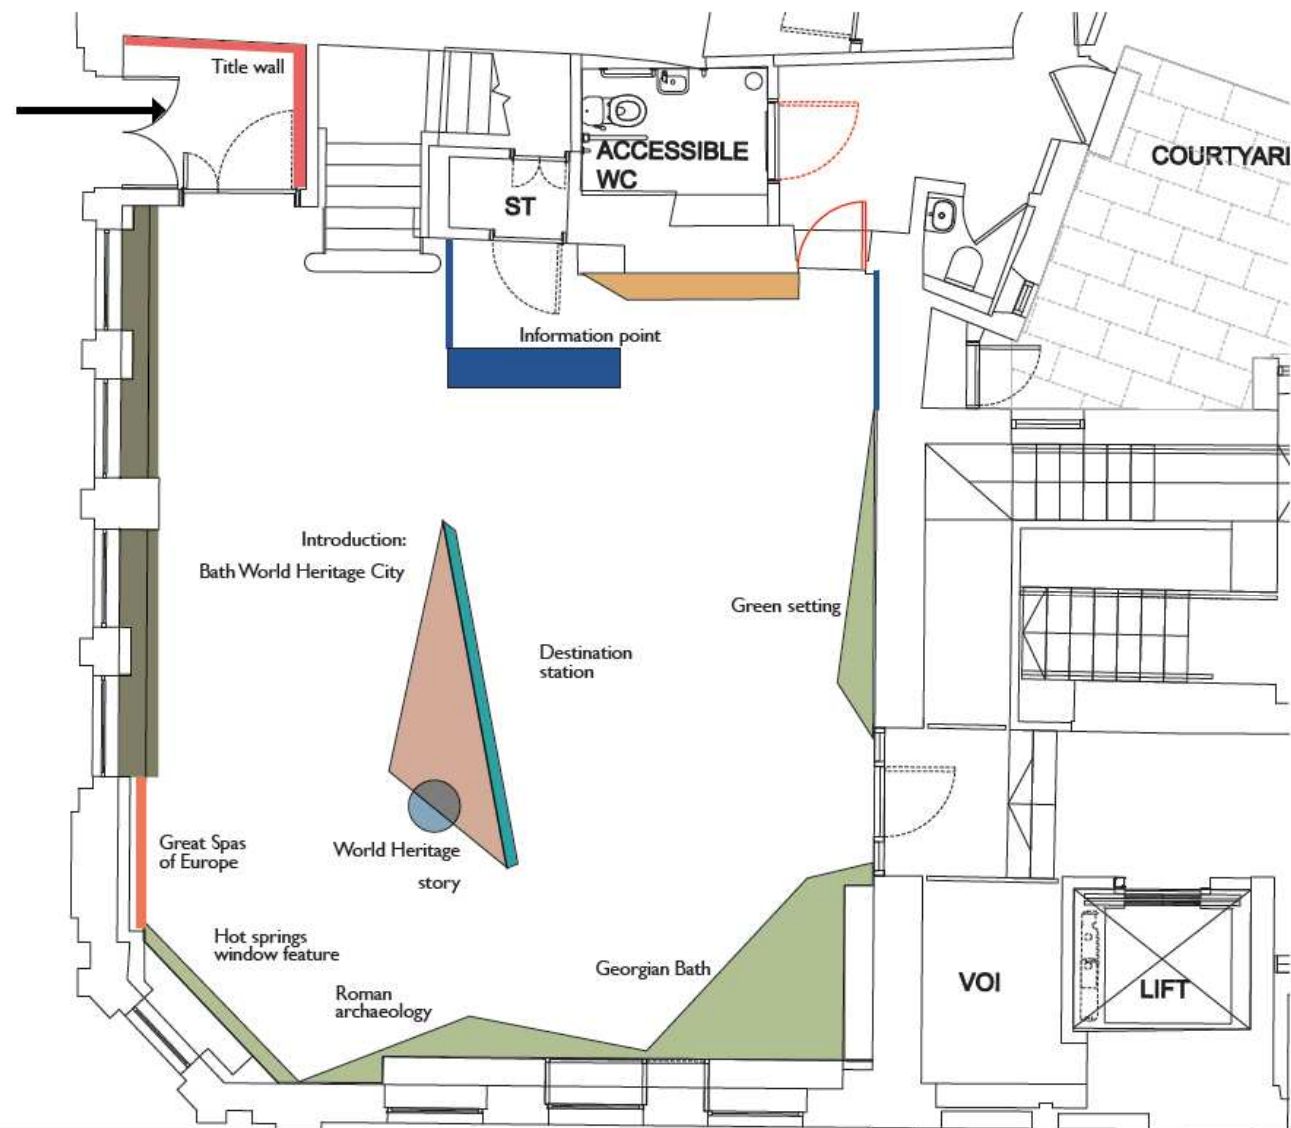 Title wall
ACCESSIBLE
WC
COURTYARI
ST
Information point
Introduction:
Bath World Heritage City
Green setting
Destination
station
Great Spas
of Europe
World Heritage
story
Hot springs
window feature
Georgian Bath
Roman
archaeology
VOI
LIFT